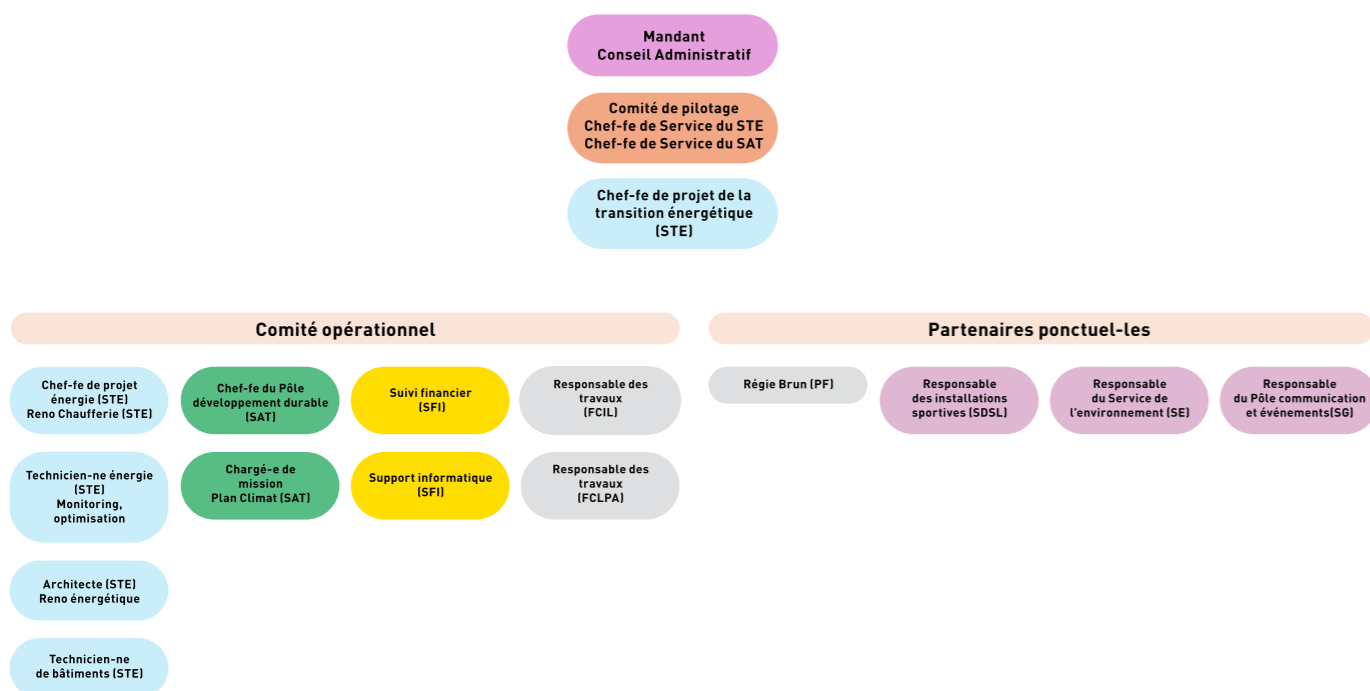 Mandant
Conseil Administratif
Comité de pilotage
Chef-fe de Service du STE
Chef-fe de Service du SAT
Chef-fe de projet de la
transition énergétique
(STE)
Comité opérationnel
Chef-fe de projet
énergie (STE)
Reno Chaufferie (STE)
Chef-fe du Pôle
développement durable
(SAT)
Suivi financier
(SFI)
Responsable des
travaux
(FCIL)
Technicien-ne énergie
(STE)
Monitoring,
optimisation
Chargé-e de
mission
Plan Climat (SAT)
Support informatique
(SFI)
Responsable des
travaux
(FCLPA)
Architecte (STE)
Reno énergétique
Technicien-ne
de bâtiments (STE)
Partenaires ponctuel-les
Régie Brun (PF)
Responsable
des installations
sportives (SDSL)
Responsable
du Service de
l'environnement (SE)
Responsable
du Pôle communication
et événements(SG)